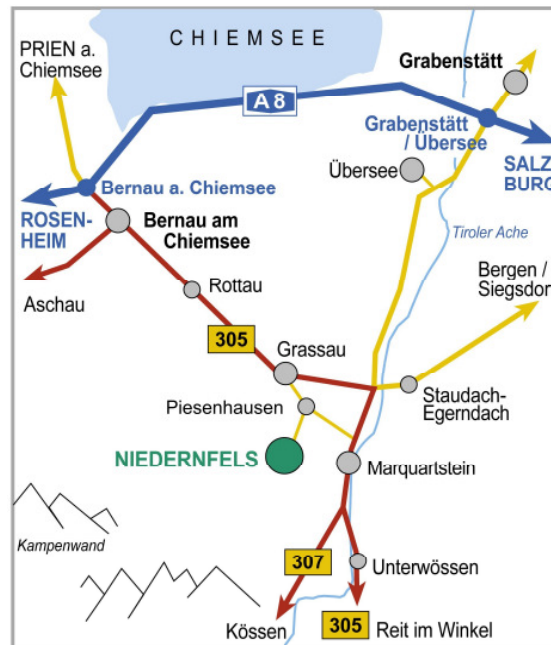 CHIEMSEE
PRIEN a.
Chiemsee
Grabenstätt
A 8
Grabenstätt
/ Übersee
SALZ
BURG
Übersee
Bernau a. Chiemsee
ROSEN-
HEIM
Bernau am
Chiemsee
Tiroler Ache
Bergen /
Siegsdorf
Aschau
Rottau
305
Grassau
Piesenhausen
Staudach-
Egerndach
NIEDERNFELS
Marquartstein
Kampenwand
307
Unterwössen
Kössen
305
Reit im Winkel